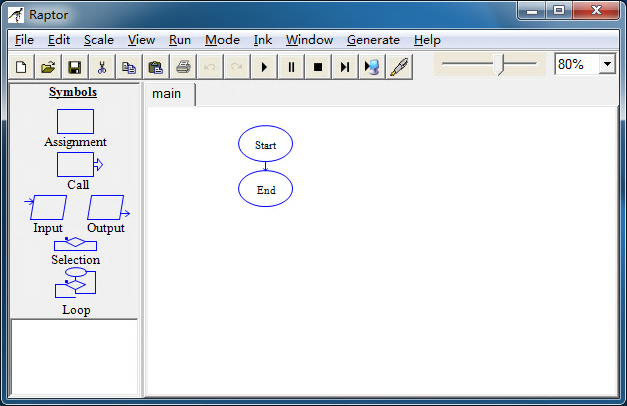 Raptor
File Edit Scale View Run Mode Ink Window Generate Help
80%
Symbols
main
Assignment
Call
Input Output
Selection
Loop
Start
End